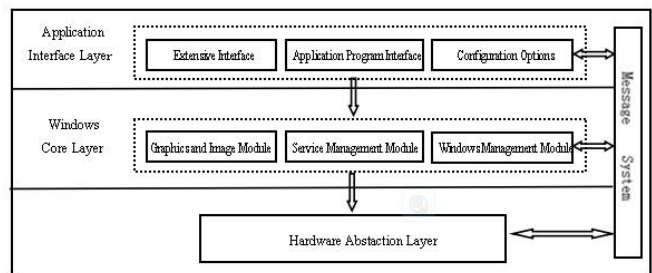 Application
Interface Layer
Extensive Interface
Application Program Interface
Configuration Options
Windows
Core Layer
Graphics and Image Module
Service Management Module
Windows Management Module
Hardware Abstaction Layer
Message System